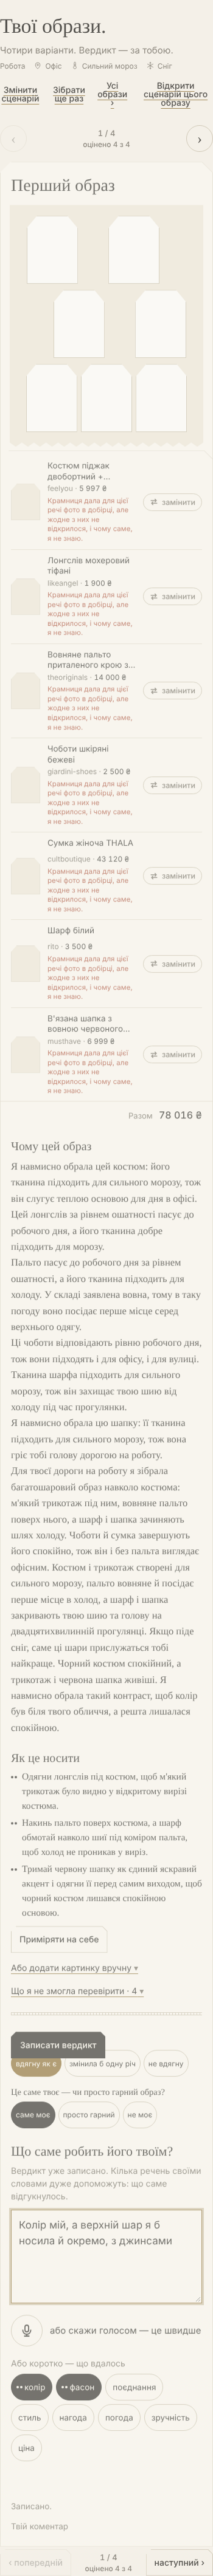 Твої образи.
Чотири варіанти. Вердикт — за тобою.
Робота Офіс Сильний мороз Сніг
Змінити сценарій
Зібрати ще раз
Усі образи ›
Відкрити сценарій цього образу
‹
1 / 4
оцінено 4 з 4
›
Перший образ
Костюм піджак
двобортний +…
feelyou · 5 997 ₴
Крамниця дала для цієї
речі фото в добірці, але
жодне з них не
відкрилося, і чому саме,
я не знаю.
замінити
Лонгслів мохеровий
тіфані
likeangel · 1 900 ₴
Крамниця дала для цієї
речі фото в добірці, але
жодне з них не
відкрилося, і чому саме,
я не знаю.
замінити
Вовняне пальто
приталеного крою з…
theoriginals · 14 000 ₴
Крамниця дала для цієї
речі фото в добірці, але
жодне з них не
відкрилося, і чому саме,
я не знаю.
замінити
Чоботи шкіряні
бежеві
giardini-shoes · 2 500 ₴
Крамниця дала для цієї
речі фото в добірці, але
жодне з них не
відкрилося, і чому саме,
я не знаю.
замінити
Сумка жіноча THALA
cultboutique · 43 120 ₴
Крамниця дала для цієї
речі фото в добірці, але
жодне з них не
відкрилося, і чому саме,
я не знаю.
замінити
Шарф білий
rito · 3 500 ₴
Крамниця дала для цієї
речі фото в добірці, але
жодне з них не
відкрилося, і чому саме,
я не знаю.
замінити
В'язана шапка з
вовною червоного…
musthave · 6 999 ₴
Крамниця дала для цієї
речі фото в добірці, але
жодне з них не
відкрилося, і чому саме,
я не знаю.
замінити
Разом 78 016 ₴
Чому цей образ
Я навмисно обрала цей костюм: його
тканина підходить для сильного морозу, тож
він слугує теплою основою для дня в офісі.
Цей лонгслів за рівнем ошатності пасує до
робочого дня, а його тканина добре
підходить для морозу.
Пальто пасує до робочого дня за рівнем
ошатності, а його тканина підходить для
холоду. У складі заявлена вовна, тому в таку
погоду воно посідає перше місце серед
верхнього одягу.
Ці чоботи відповідають рівню робочого дня,
тож вони підходять і для офісу, і для вулиці.
Тканина шарфа підходить для сильного
морозу, тож він захищає твою шию від
холоду під час прогулянки.
Я навмисно обрала цю шапку: її тканина
підходить для сильного морозу, тож вона
гріє тобі голову дорогою на роботу.
Для твоєї дороги на роботу я зібрала
багатошаровий образ навколо костюма:
м'який трикотаж під ним, вовняне пальто
поверх нього, а шарф і шапка зачиняють
шлях холоду. Чоботи й сумка завершують
його спокійно, тож він і без пальта виглядає
офісним. Костюм і трикотаж створені для
сильного морозу, пальто вовняне й посідає
перше місце в холод, а шарф і шапка
закривають твою шию та голову на
двадцятихвилинній прогулянці. Якщо піде
сніг, саме ці шари прислужаться тобі
найкраще. Чорний костюм спокійний, а
трикотаж і червона шапка живіші. Я
навмисно обрала такий контраст, щоб колір
був біля твого обличчя, а решта лишалася
спокійною.
Як це носити
Одягни лонгслів під костюм, щоб м'який
трикотаж було видно у відкритому вирізі
костюма.
Накинь пальто поверх костюма, а шарф
обмотай навколо шиї під коміром пальта,
щоб холод не проникав у виріз.
Тримай червону шапку як єдиний яскравий
акцент і одягни її перед самим виходом, щоб
чорний костюм лишався спокійною
основою.
Приміряти на себе
Або додати картинку вручну ▾
Що я не змогла перевірити · 4 ▾
Записати вердикт
вдягну як є
змінила б одну річ
не вдягну
Це саме твоє — чи просто гарний образ?
саме моє
просто гарний
не моє
Що саме робить його твоїм?
Вердикт уже записано. Кілька речень своїми
словами дуже допоможуть: що саме
відгукнулось.
Колір мій, а верхній шар я б
носила й окремо, з джинсами
або скажи голосом — це швидше
Або коротко — що вдалось
колір
фасон
поєднання
стиль
нагода
погода
зручність
ціна
Записано.
Твій коментар
‹ попередній
1 / 4
оцінено 4 з 4
наступний ›